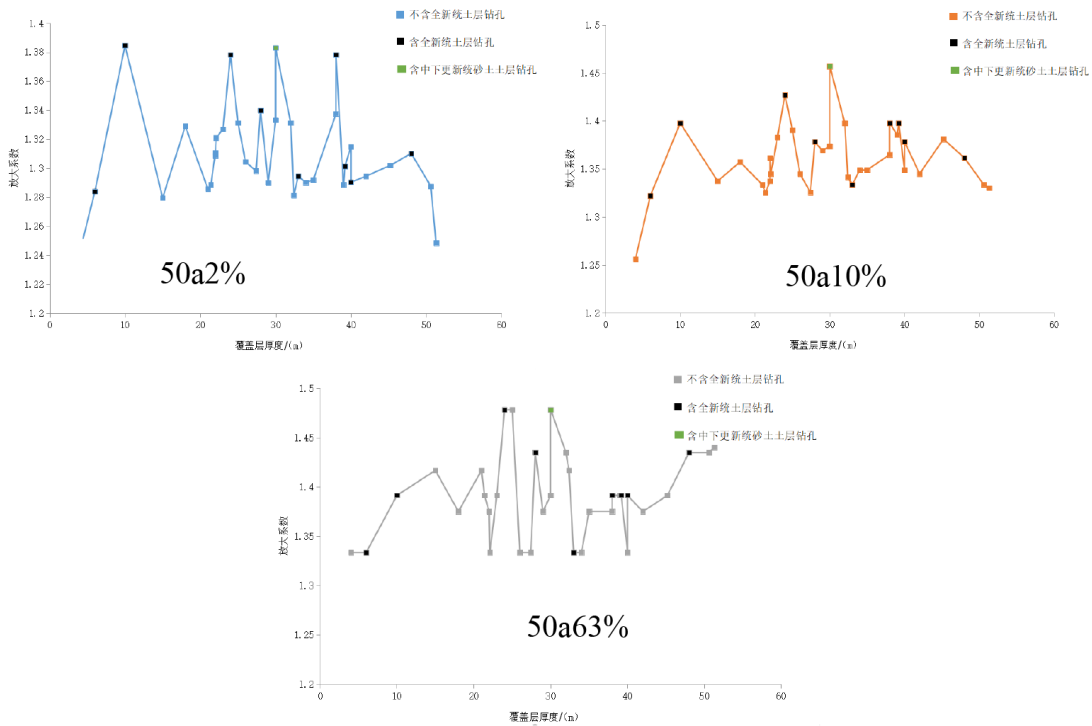 1.4
1.38
1.36
1.34
1.32
1.3
1.28
1.26
1.24
1.22
1.2
放大系数
0 10 20 30 40 50 60
覆盖层厚度/(m)
50a2%
不含全新统土层钻孔
含全新统土层钻孔
含中下更新统砂土土层钻孔
1.5
1.45
1.4
1.35
1.3
1.25
1.2
放大系数
0 10 20 30 40 50 60
覆盖层厚度/(m)
50a10%
不含全新统土层钻孔
含全新统土层钻孔
含中下更新统砂土土层钻孔
1.5
1.45
1.4
1.35
1.3
1.25
1.2
放大系数
0 10 20 30 40 50 60
覆盖层厚度/(m)
50a63%
不含全新统土层钻孔
含全新统土层钻孔
含中下更新统砂土土层钻孔